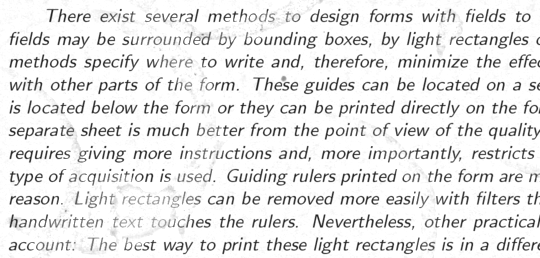 There exist several methods to design forms with fields to
fields may be surrounded by bounding boxes, by light rectangles
methods specify where to write and, therefore, minimize the
with other parts of the form. These guides can be located on a
is located below the form or they can be printed directly on the
separate sheet is much better from the point of view of the quality
requires giving more instructions and, more importantly, restricts
type of acquisition is used. Guiding rulers printed on the form are
reason. Light rectangles can be removed more easily with filters
handwritten text touches the rulers. Nevertheless, other practical
account: The best way to print these light rectangles is in a